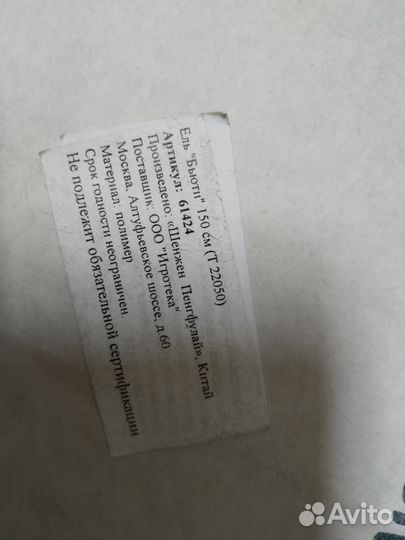 Ель "Бьюти" 150 см (Т 22050)
Артикул: 61424
Произведено: «Шенжен Пенгфулай», Китай
Поставщик: ООО "Игротека"
Москва, Алтуфьевское шоссе, д.60
Материал: полимер
Срок годности неограничен.
Не подлежит обязательной сертификации
Avito